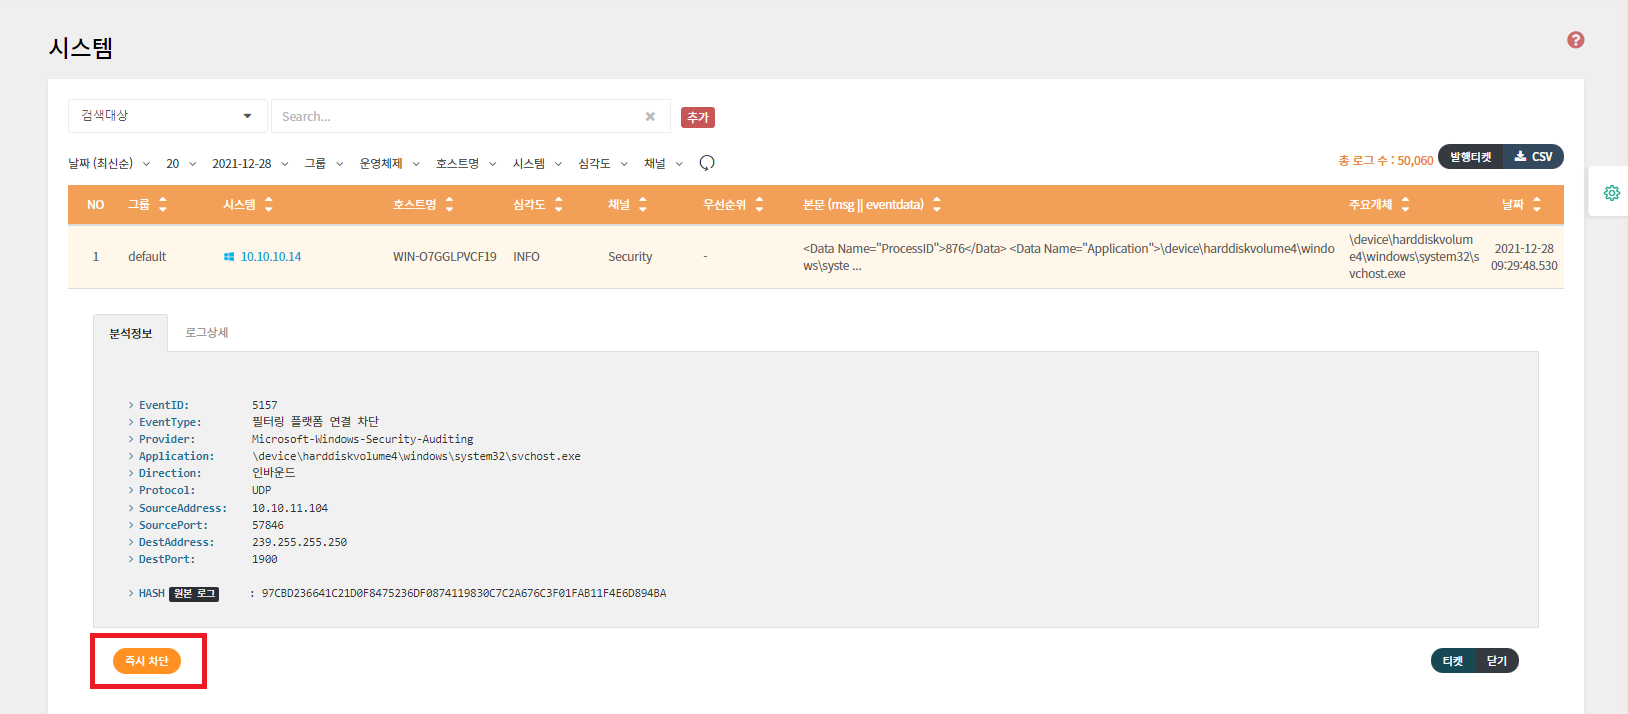 시스템
검색대상
Search...
추가
날짜 (최신순) 20 2021-12-28 그룹 운영체제 호스트명 시스템 심각도 채널
총 로그 수 : 50,060 발행티켓 CSV
NO 그룹 시스템 호스트명 심각도 채널 우선순위 본문 (msg || eventdata) 주요개체 날짜
1 default 10.10.10.14 WIN-O7GGLPVCF19 INFO Security -
<Data Name="ProcessID">876</Data> <Data Name="Application">\device\harddiskvolume4\windo
ws\syste ...
\device\harddiskvolum
e4\windows\system32\s
vchost.exe
2021-12-28
09:29:48.530
분석정보 로그상세
> EventID: 5157
> EventType: 필터링 플랫폼 연결 차단
> Provider: Microsoft-Windows-Security-Auditing
> Application: \device\harddiskvolume4\windows\system32\svchost.exe
> Direction: 인바운드
> Protocol: UDP
> SourceAddress: 10.10.11.104
> SourcePort: 57846
> DestAddress: 239.255.255.250
> DestPort: 1900
> HASH 원본 로그 : 97CBD236641C21D0F8475236DF0874119830C7C2A676C3F01FAB11F4E6D894BA
즉시 차단
티켓 닫기